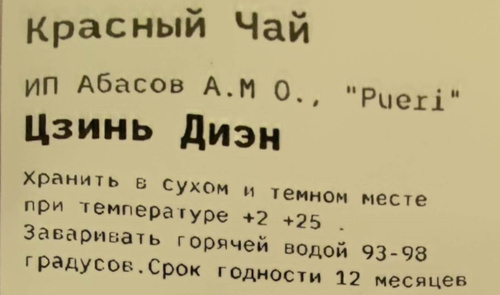 Красный Чай
ИП Абасов А.М О., "Pueri"
Цзинь Диэн
Хранить в сухом и темном месте
при температуре +2 +25 .
Заваривать горячей водой 93-98
градусов.Срок годности 12 месяцев